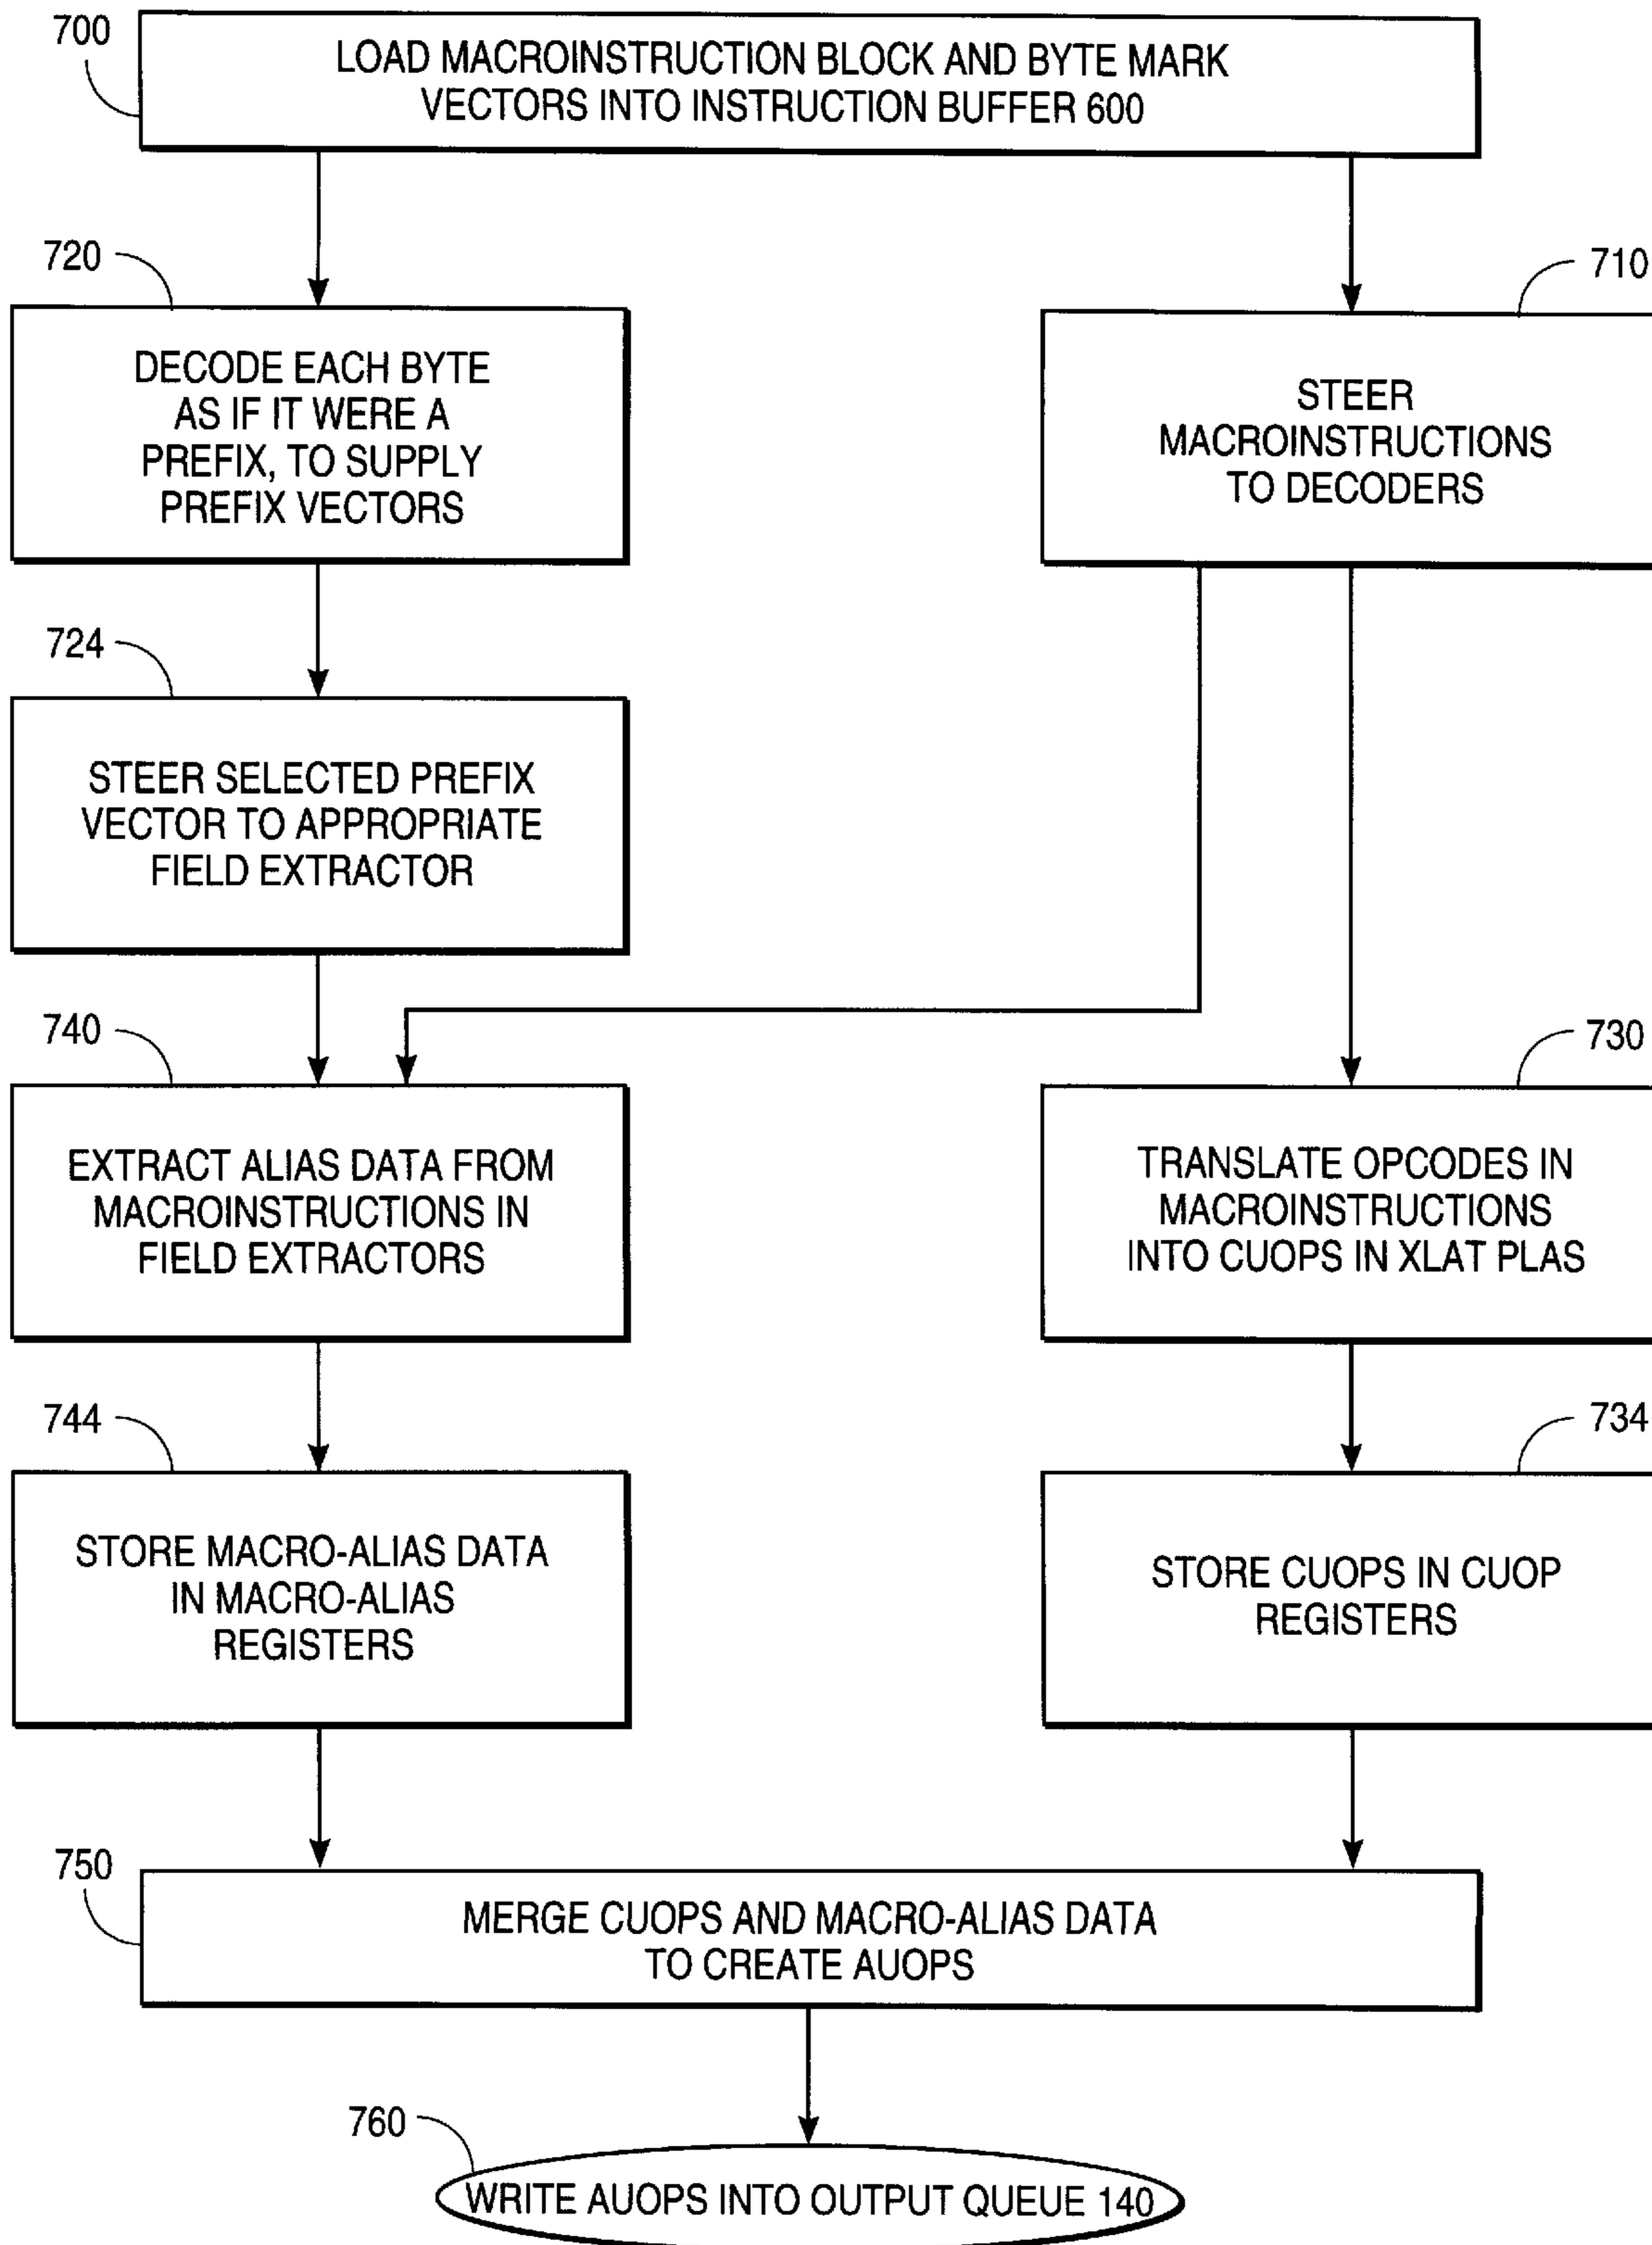 700
LOAD MACROINSTRUCTION BLOCK AND BYTE MARK
VECTORS INTO INSTRUCTION BUFFER 600
720
DECODE EACH BYTE
AS IF IT WERE A
PREFIX, TO SUPPLY
PREFIX VECTORS
710
STEER
MACROINSTRUCTIONS
TO DECODERS
724
STEER SELECTED PREFIX
VECTOR TO APPROPRIATE
FIELD EXTRACTOR
740
EXTRACT ALIAS DATA FROM
MACROINSTRUCTIONS IN
FIELD EXTRACTORS
730
TRANSLATE OPCODES IN
MACROINSTRUCTIONS
INTO CUOPS IN XLAT PLAS
744
STORE MACRO-ALIAS DATA
IN MACRO-ALIAS
REGISTERS
734
STORE CUOPS IN CUOP
REGISTERS
750
MERGE CUOPS AND MACRO-ALIAS DATA
TO CREATE AUOPS
760
WRITE AUOPS INTO OUTPUT QUEUE 140